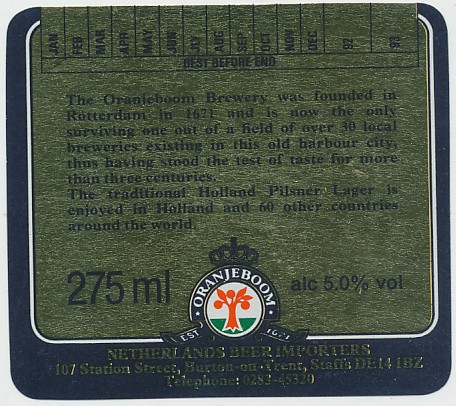 JAN FEB MAR APR MAY JUN JLY AUG SEP OCT NOV DEC 92 93
BEST BEFORE END
The Oranjeboom Brewery was founded in
Rotterdam in 1671 and is now the only
surviving one out of a field of over 30 local
breweries existing in this old harbour city,
thus having stood the test of taste for more
than three centuries.
The traditional Holland Pilsner Lager is
enjoyed in Holland and 60 other countries
around the world.
275 ml
alc 5.0% vol
ORANJEBOOM
EST 1671
NETHERLANDS BEER IMPORTERS
107 Station Street, Burton-on-Trent, Staffs DE14 1BZ
Telephone: 0283-45320